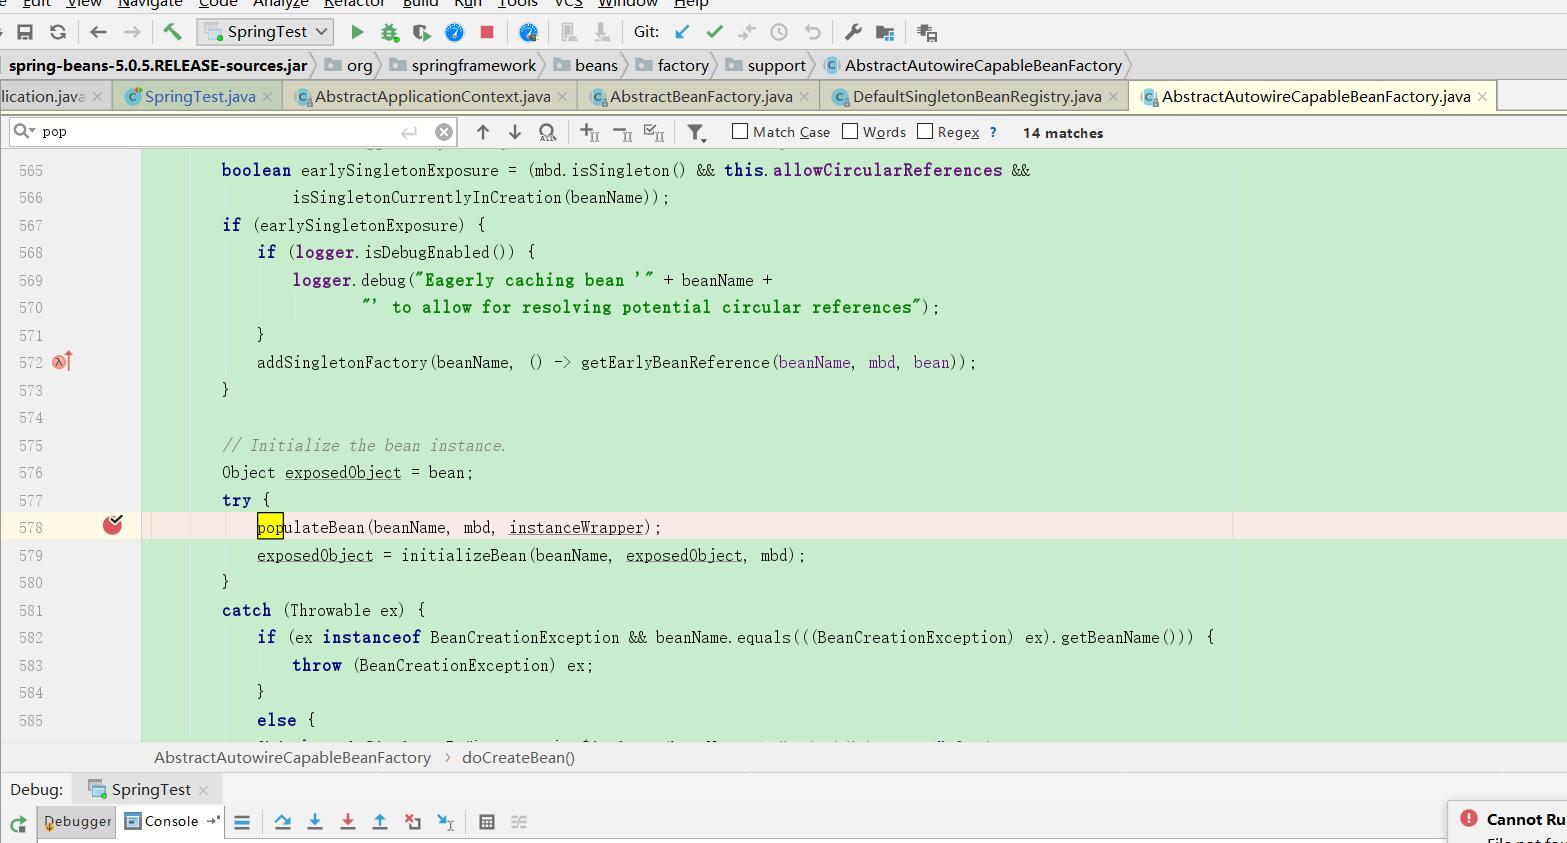 Edit View Navigate Code Analyze Refactor Build Run Tools VCS Window Help
SpringTest Git:
spring-beans-5.0.5.RELEASE-sources.jar org springframework beans factory support AbstractAutowireCapableBeanFactory
lication.java SpringTest.java AbstractApplicationContext.java AbstractBeanFactory.java DefaultSingletonBeanRegistry.java AbstractAutowireCapableBeanFactory.java
pop Match Case Words Regex ? 14 matches
565 boolean earlySingletonExposure = (mbd.isSingleton() && this.allowCircularReferences &&
566 isSingletonCurrentlyInCreation(beanName));
567 if (earlySingletonExposure) {
568 if (logger.isDebugEnabled()) {
569 logger.debug("Eagerly caching bean '" + beanName +
570 "' to allow for resolving potential circular references");
571 }
572 addSingletonFactory(beanName, () -> getEarlyBeanReference(beanName, mbd, bean));
573 }
574
575 // Initialize the bean instance.
576 Object exposedObject = bean;
577 try {
578 populateBean(beanName, mbd, instanceWrapper);
579 exposedObject = initializeBean(beanName, exposedObject, mbd);
580 }
581 catch (Throwable ex) {
582 if (ex instanceof BeanCreationException && beanName.equals(((BeanCreationException) ex).getBeanName())) {
583 throw (BeanCreationException) ex;
584 }
585 else {
AbstractAutowireCapableBeanFactory › doCreateBean()
Debug: SpringTest
Debugger Console
Cannot Ru